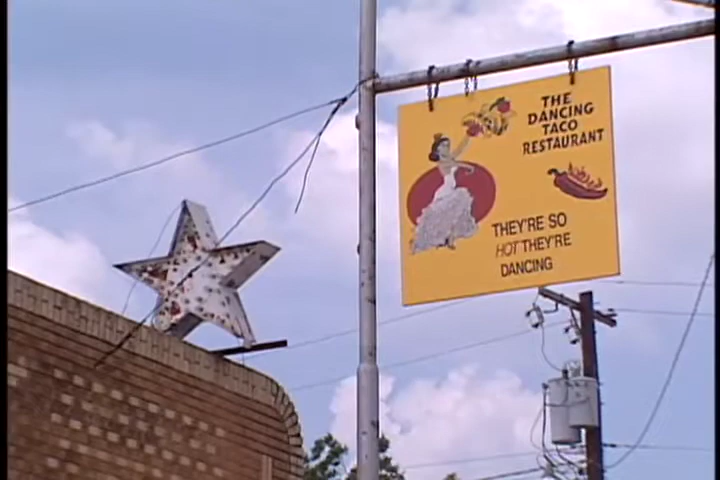 THE
DANCING
TACO
RESTAURANT
THEY'RE SO
HOT THEY'RE
DANCING